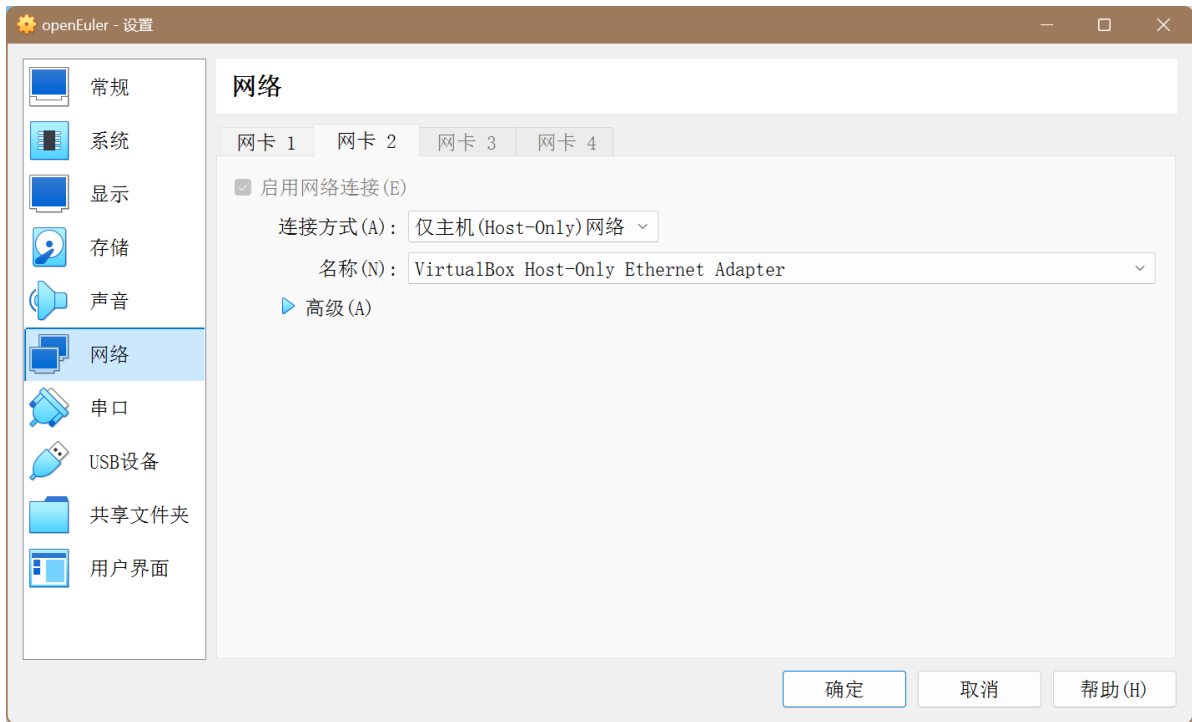 openEuler - 设置
常规
系统
显示
存储
声音
网络
串口
USB设备
共享文件夹
用户界面
网络
网卡 1 网卡 2 网卡 3 网卡 4
启用网络连接(E)
连接方式(A): 仅主机(Host-Only)网络
名称(N): VirtualBox Host-Only Ethernet Adapter
高级(A)
确定 取消 帮助(H)